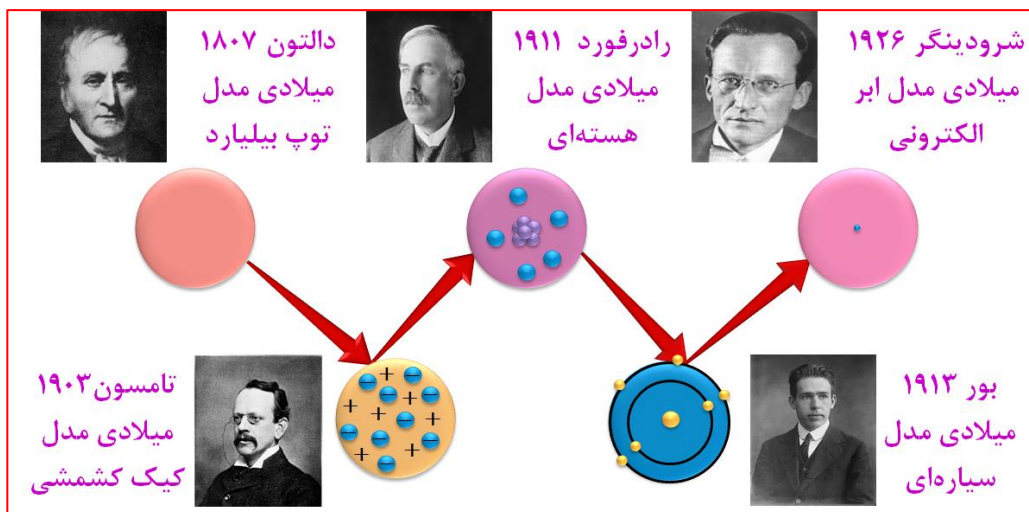 دالتون ۱۸۰۷
میلادی مدل
توپ بیلیارد
تامسون۱۹۰۳
میلادی مدل
کیک کشمشی
رادرفورد ۱۹۱۱
میلادی مدل
هسته‌ای
بور ۱۹۱۳
میلادی مدل
سیاره‌ای
شرودینگر ۱۹۲۶
میلادی مدل ابر
الکترونی